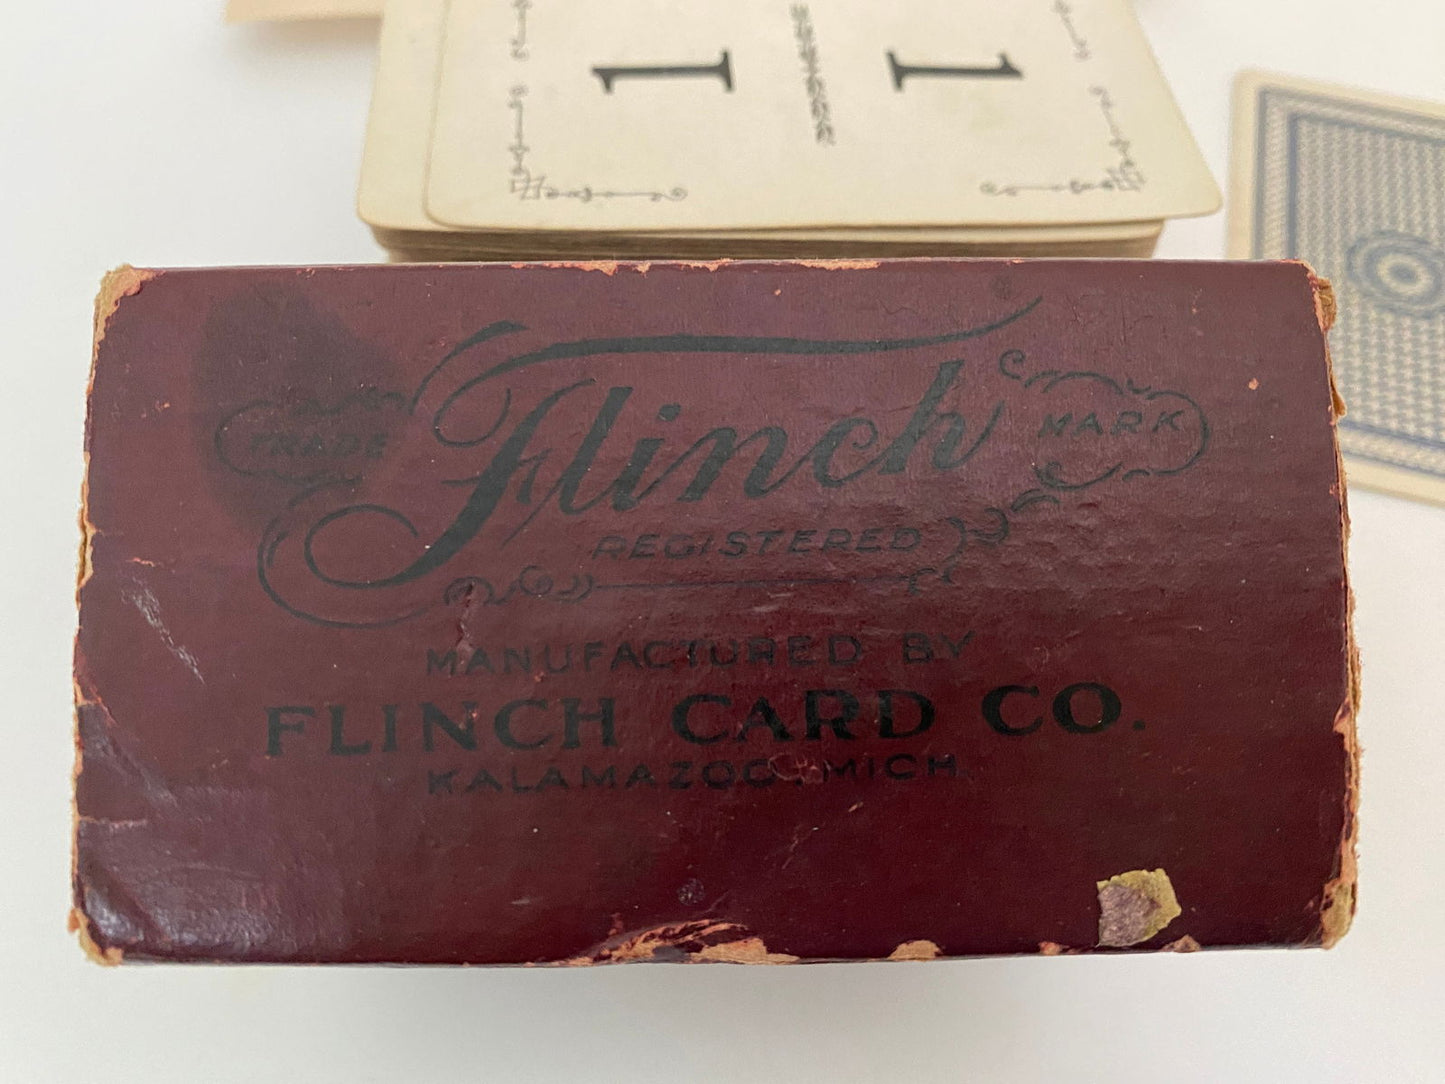 1 1
TRADE Flinch MARK
REGISTERED
MANUFACTURED BY
FLINCH CARD CO.
KALAMAZOO, MICH